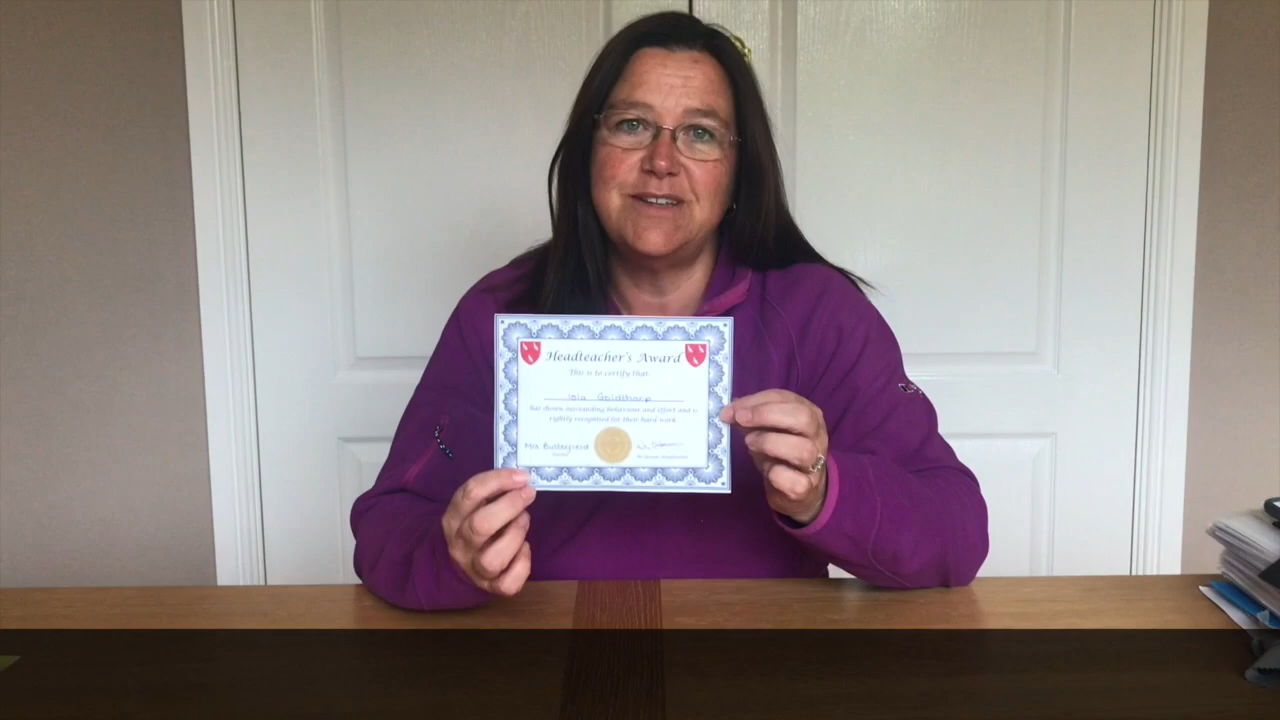 Headteacher's Award
This is to certify that
Isla Goldthorp
has shown outstanding behaviour and effort and is
rightly recognised for their hard work
Mrs Butterfield
Teacher